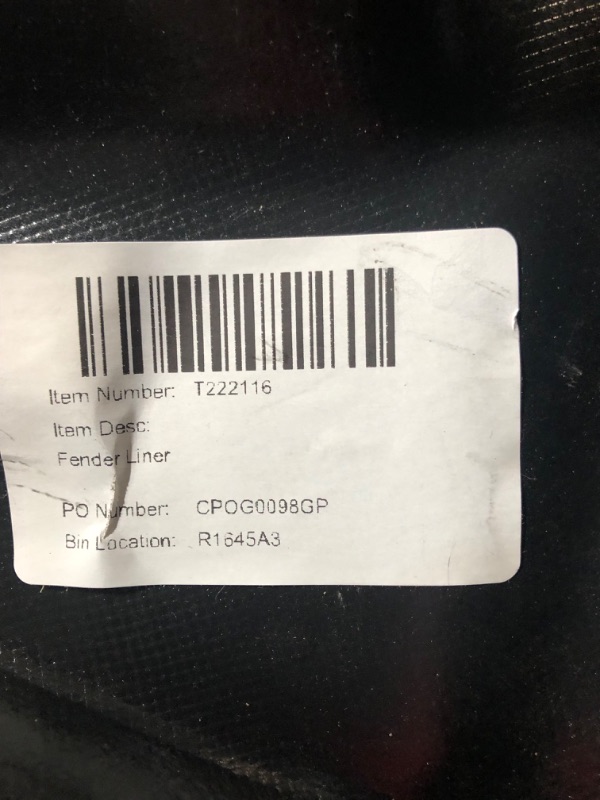 Item Number: T222116
Item Desc:
Fender Liner
PO Number: CPOG0098GP
Bin Location: R1645A3